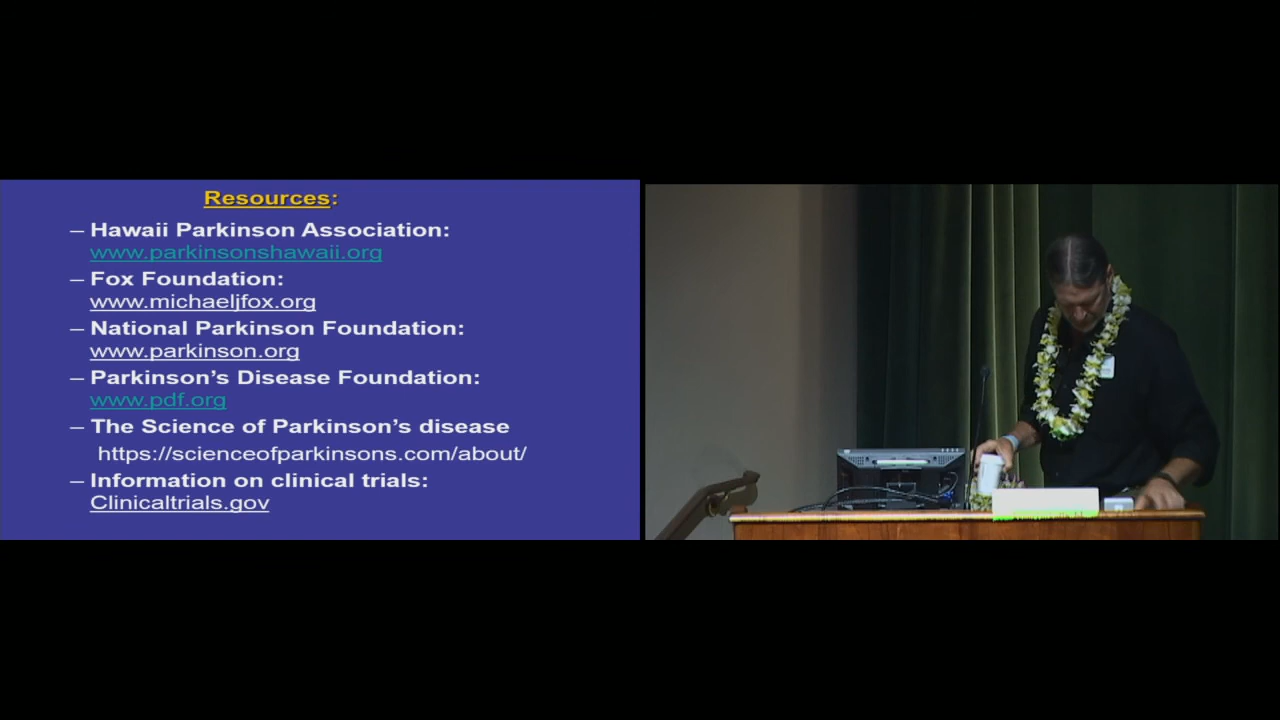 Resources:
– Hawaii Parkinson Association:
www.parkinsonshawaii.org
– Fox Foundation:
www.michaeljfox.org
– National Parkinson Foundation:
www.parkinson.org
– Parkinson’s Disease Foundation:
www.pdf.org
– The Science of Parkinson’s disease
https://scienceofparkinsons.com/about/
– Information on clinical trials:
Clinicaltrials.gov